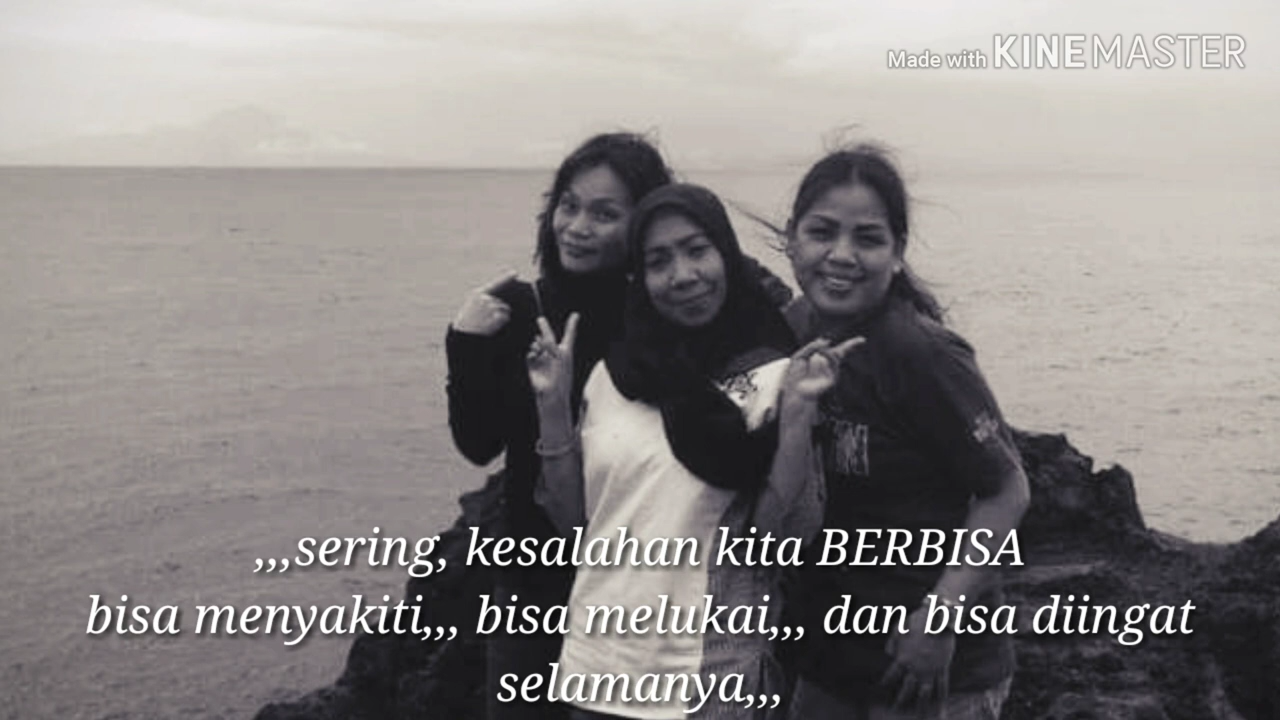 Made with KINEMASTER
,,,sering, kesalahan kita BERBISA
bisa menyakiti,,, bisa melukai,,, dan bisa diingat
selamanya,,,